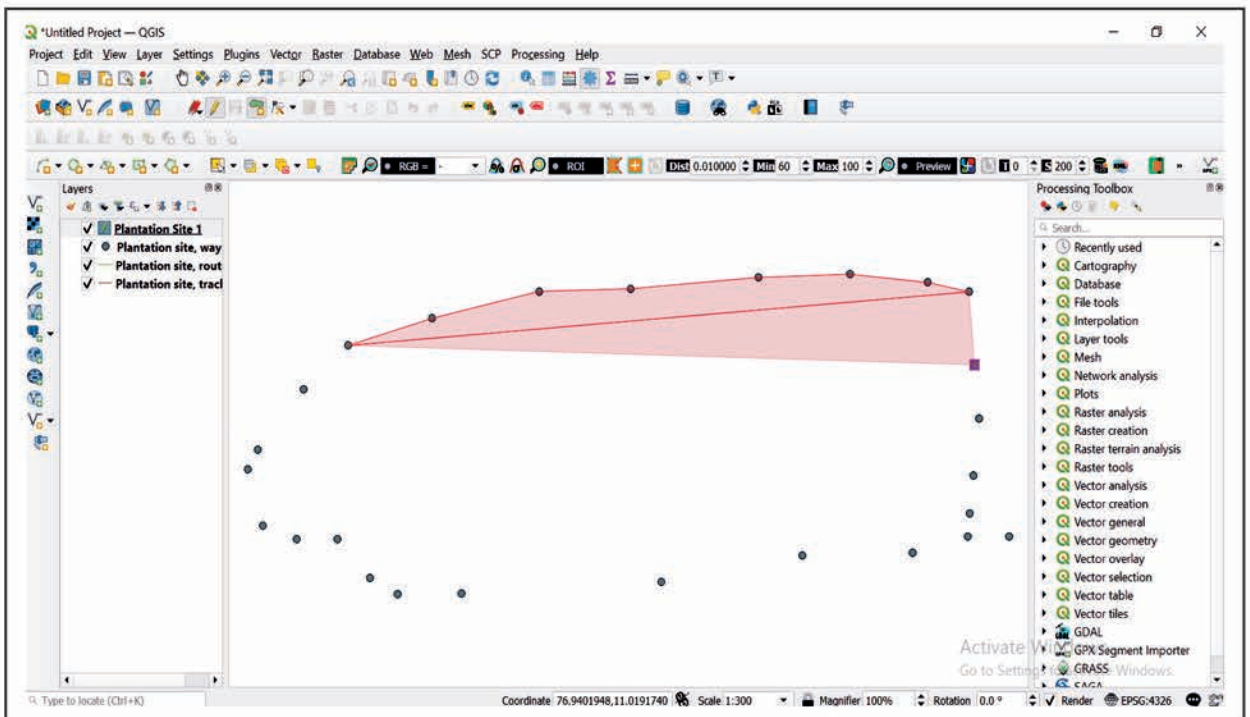 *Untitled Project — QGIS
Project Edit View Layer Settings Plugins Vector Raster Database Web Mesh SCP Processing Help
RGB = - ROI Dist 0.010000 Min 60 Max 100 Preview T 0 S 200
Layers
Plantation Site 1
Plantation site, way
Plantation site, rout
Plantation site, tracl
Processing Toolbox
Search...
Recently used
Cartography
Database
File tools
Interpolation
Layer tools
Mesh
Network analysis
Plots
Raster analysis
Raster creation
Raster terrain analysis
Raster tools
Vector analysis
Vector creation
Vector general
Vector geometry
Vector overlay
Vector selection
Vector table
Vector tiles
GDAL
GPX Segment Importer
GRASS
SAGA
Activate Windows
Go to Settings Windows.
Type to locate (Ctrl+K)
Coordinate 76.9401948,11.0191740 Scale 1:300 Magnifier 100% Rotation 0.0 ° Render EPSG:4326